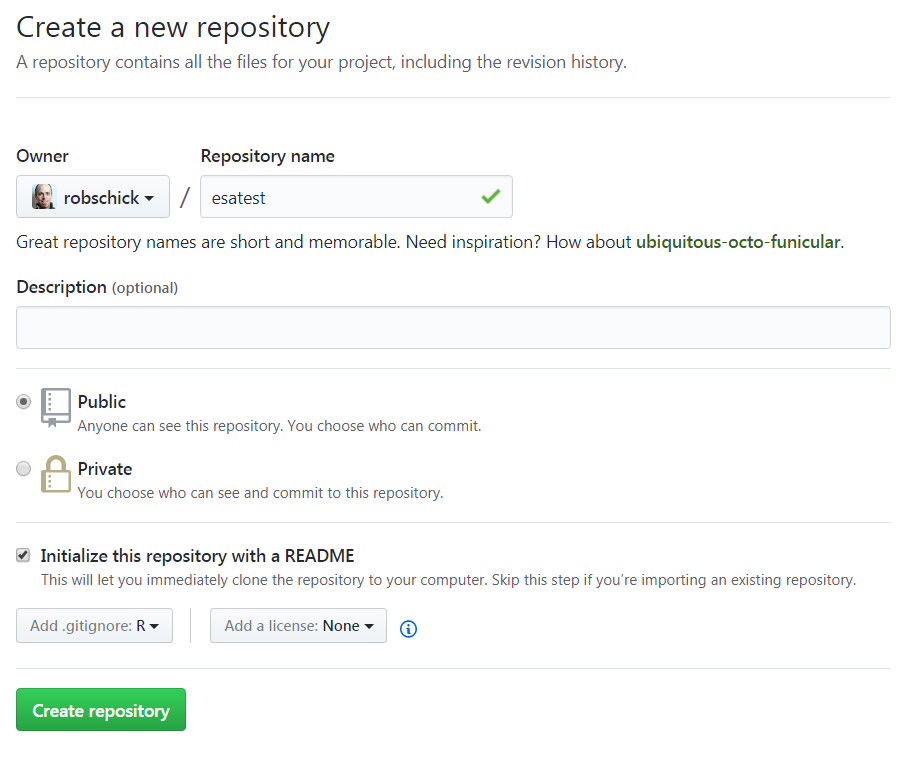 Create a new repository
A repository contains all the files for your project, including the revision history.
Owner
Repository name
robschick / esatest
Great repository names are short and memorable. Need inspiration? How about ubiquitous-octo-funicular.
Description (optional)
Public
Anyone can see this repository. You choose who can commit.
Private
You choose who can see and commit to this repository.
Initialize this repository with a README
This will let you immediately clone the repository to your computer. Skip this step if you’re importing an existing repository.
Add .gitignore: R
Add a license: None
Create repository